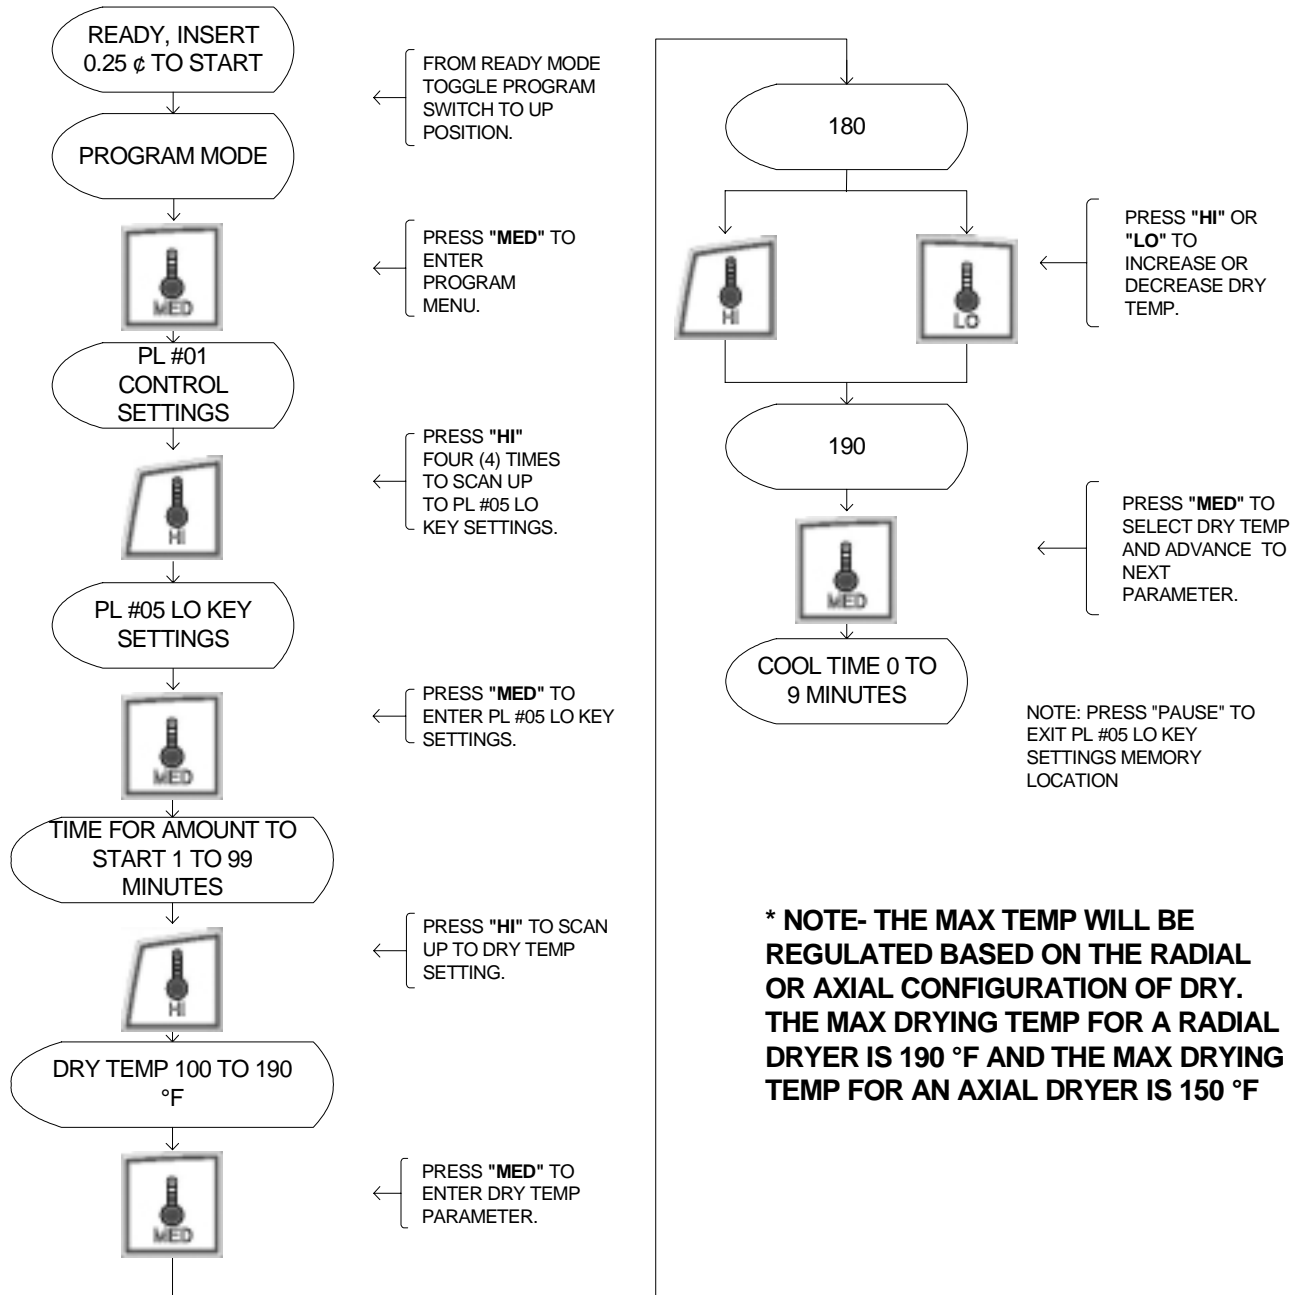 READY, INSERT
0.25 ¢ TO START
FROM READY MODE
TOGGLE PROGRAM
SWITCH TO UP
POSITION.
PROGRAM MODE
MED
PRESS "MED" TO
ENTER
PROGRAM
MENU.
PL #01
CONTROL
SETTINGS
HI
PRESS "HI"
FOUR (4) TIMES
TO SCAN UP
TO PL #05 LO
KEY SETTINGS.
PL #05 LO KEY
SETTINGS
MED
PRESS "MED" TO
ENTER PL #05 LO KEY
SETTINGS.
TIME FOR AMOUNT TO
START 1 TO 99
MINUTES
HI
PRESS "HI" TO SCAN
UP TO DRY TEMP
SETTING.
DRY TEMP 100 TO 190
°F
MED
PRESS "MED" TO
ENTER DRY TEMP
PARAMETER.
180
HI
LO
PRESS "HI" OR
"LO" TO
INCREASE OR
DECREASE DRY
TEMP.
190
MED
PRESS "MED" TO
SELECT DRY TEMP
AND ADVANCE TO
NEXT
PARAMETER.
COOL TIME 0 TO
9 MINUTES
NOTE: PRESS "PAUSE" TO
EXIT PL #05 LO KEY
SETTINGS MEMORY
LOCATION
* NOTE- THE MAX TEMP WILL BE
REGULATED BASED ON THE RADIAL
OR AXIAL CONFIGURATION OF DRY.
THE MAX DRYING TEMP FOR A RADIAL
DRYER IS 190 °F AND THE MAX DRYING
TEMP FOR AN AXIAL DRYER IS 150 °F